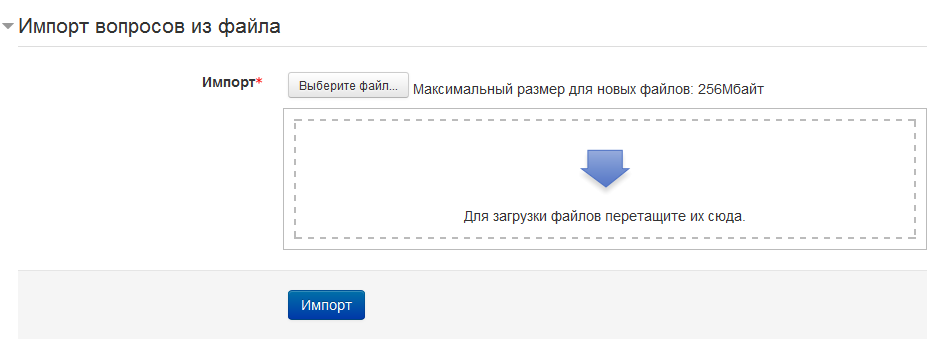 Импорт вопросов из файла
Импорт* Выберите файл... Максимальный размер для новых файлов: 256Мбайт
Для загрузки файлов перетащите их сюда.
Импорт